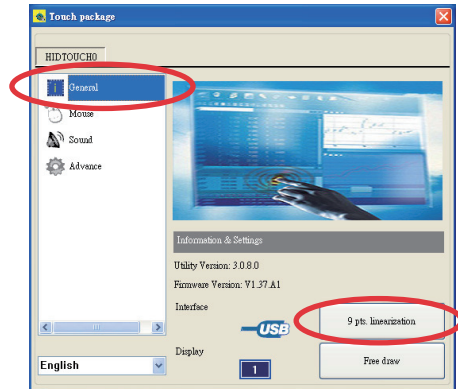 Touch package
HIDTOUCH0
General
Mouse
Sound
Advance
Information & Settings
Utility Version: 3.0.8.0
Firmware Version: V1.37.A1
Interface
USB
9 pts. linearization
Display
1
Free draw
English